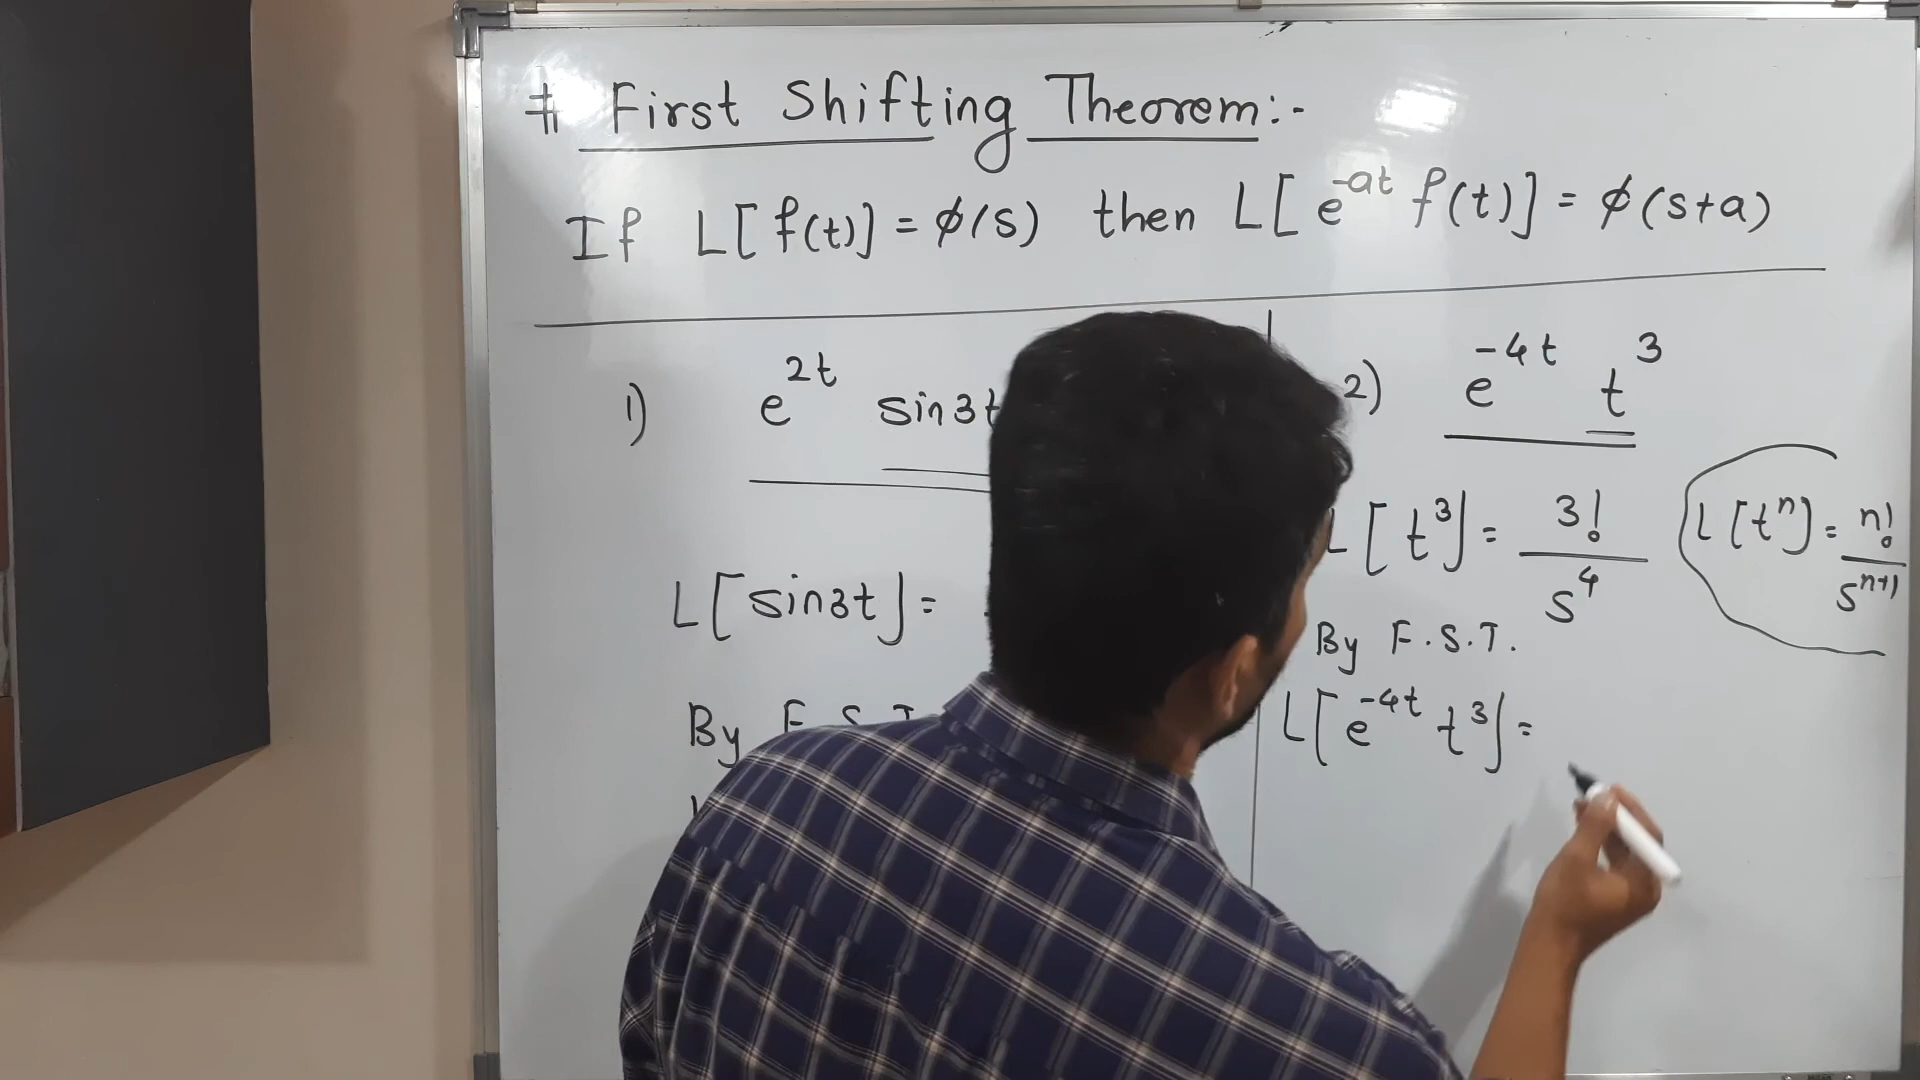 # First Shifting Theorem:-
If L[f(t)] = ϕ(s) then L[e^-at f(t)] = ϕ(s+a)
1) e^2t sin3t
L[sin3t] =
By F.S.T
2) e^-4t t^3
L[t^3] = 3!/s^4
L[t^n] = n!/s^n+1
By F.S.T.
L[e^-4t t^3] =